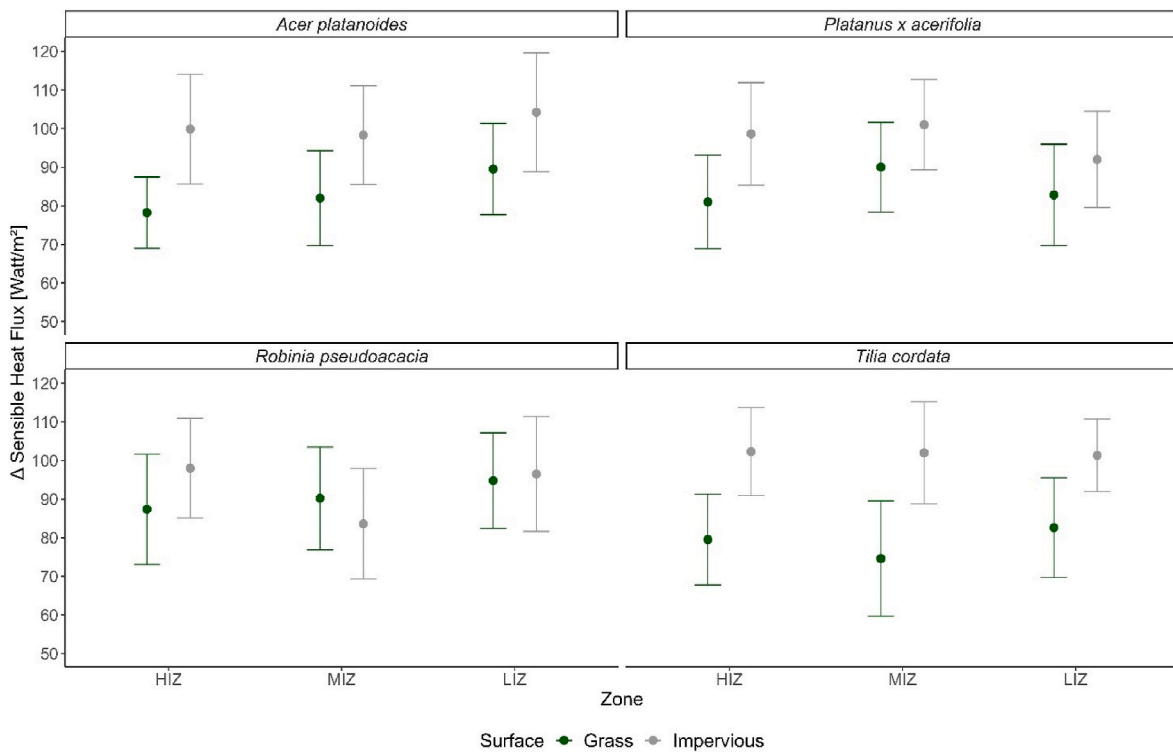 Acer platanoides
Platanus x acerifolia
120
110
100
90
80
70
60
50
Robinia pseudoacacia
Tilia cordata
120
110
100
90
80
70
60
50
Δ Sensible Heat Flux [Watt/m²]
HIZ MIZ LIZ HIZ MIZ LIZ
Zone
Surface Grass Impervious